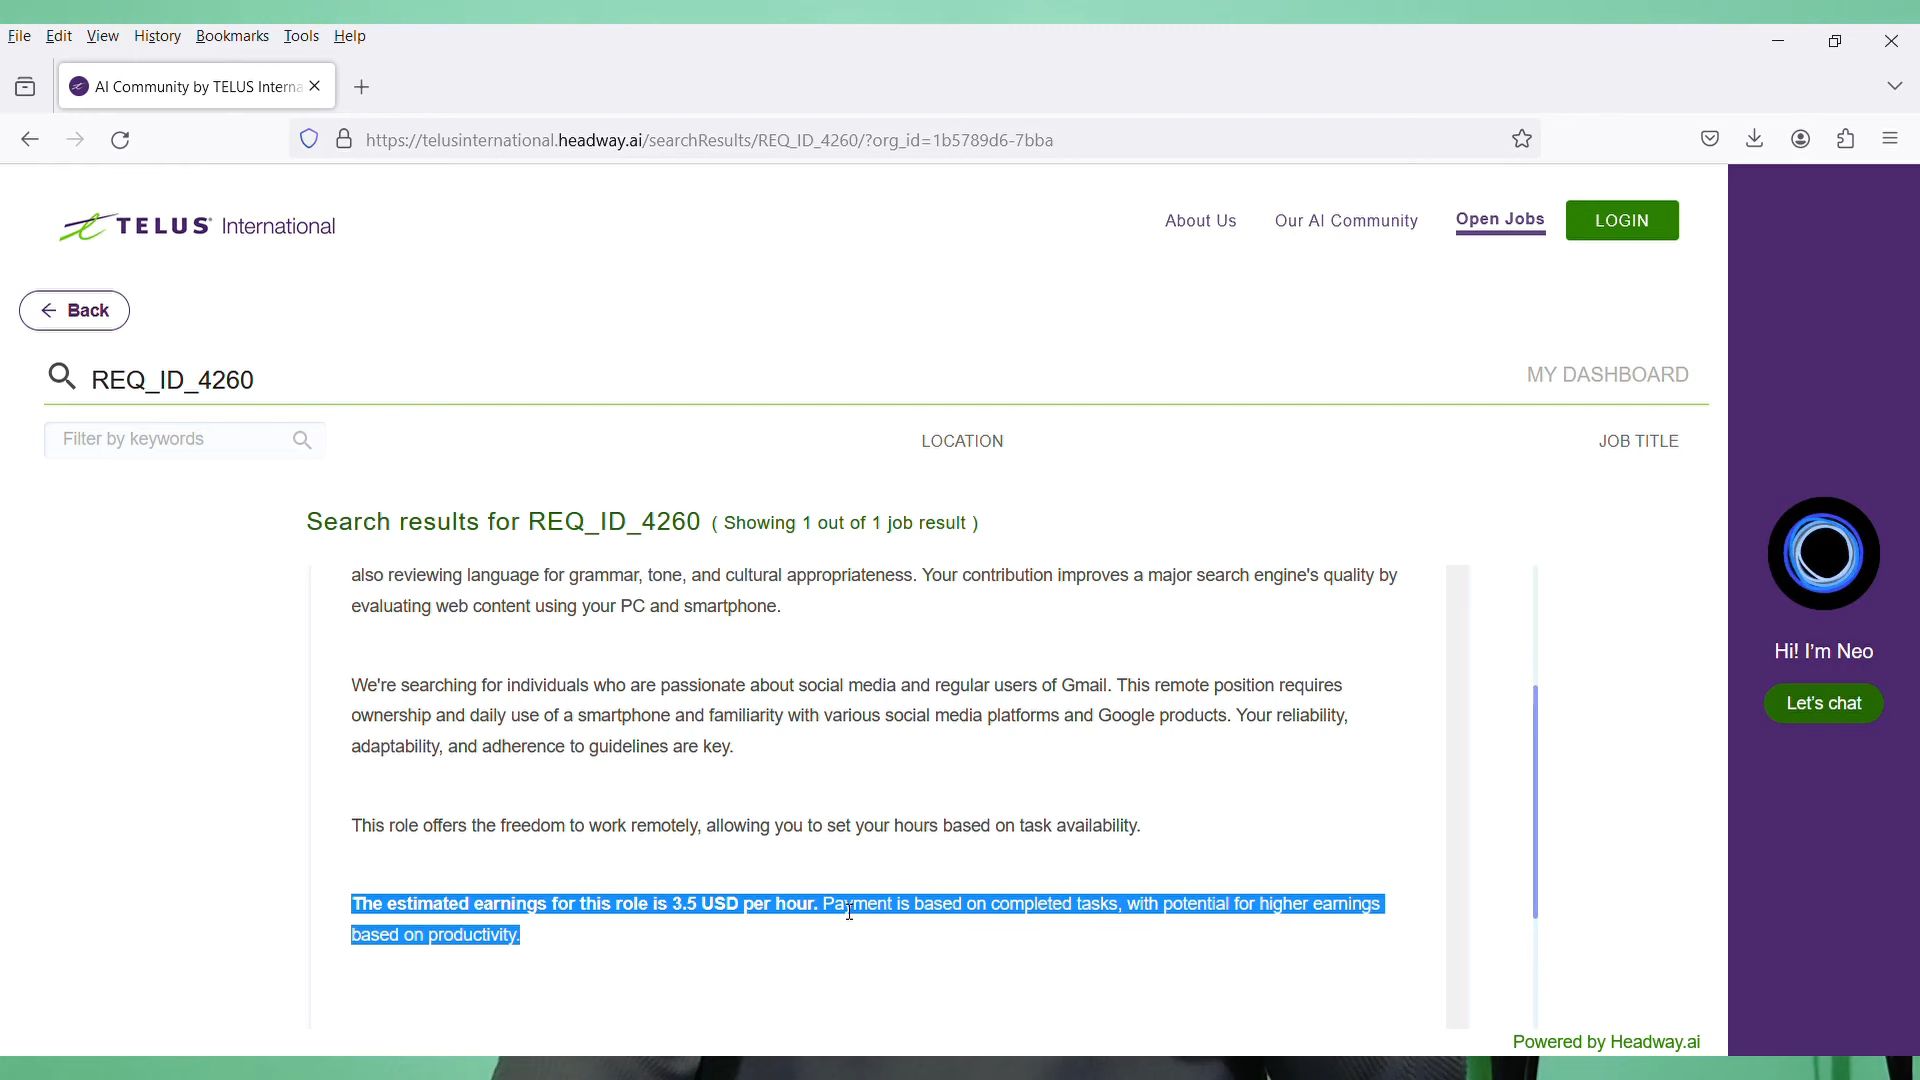 File Edit View History Bookmarks Tools Help
AI Community by TELUS Interna
https://telusinternational.headway.ai/searchResults/REQ_ID_4260/?org_id=1b5789d6-7bba
TELUS International
About Us Our AI Community Open Jobs LOGIN
Back
REQ_ID_4260
MY DASHBOARD
Filter by keywords LOCATION JOB TITLE
Search results for REQ_ID_4260 ( Showing 1 out of 1 job result )
also reviewing language for grammar, tone, and cultural appropriateness. Your contribution improves a major search engine's quality by
evaluating web content using your PC and smartphone.
We're searching for individuals who are passionate about social media and regular users of Gmail. This remote position requires
ownership and daily use of a smartphone and familiarity with various social media platforms and Google products. Your reliability,
adaptability, and adherence to guidelines are key.
This role offers the freedom to work remotely, allowing you to set your hours based on task availability.
The estimated earnings for this role is 3.5 USD per hour. Payment is based on completed tasks, with potential for higher earnings
based on productivity.
Hi! I'm Neo
Let's chat
Powered by Headway.ai